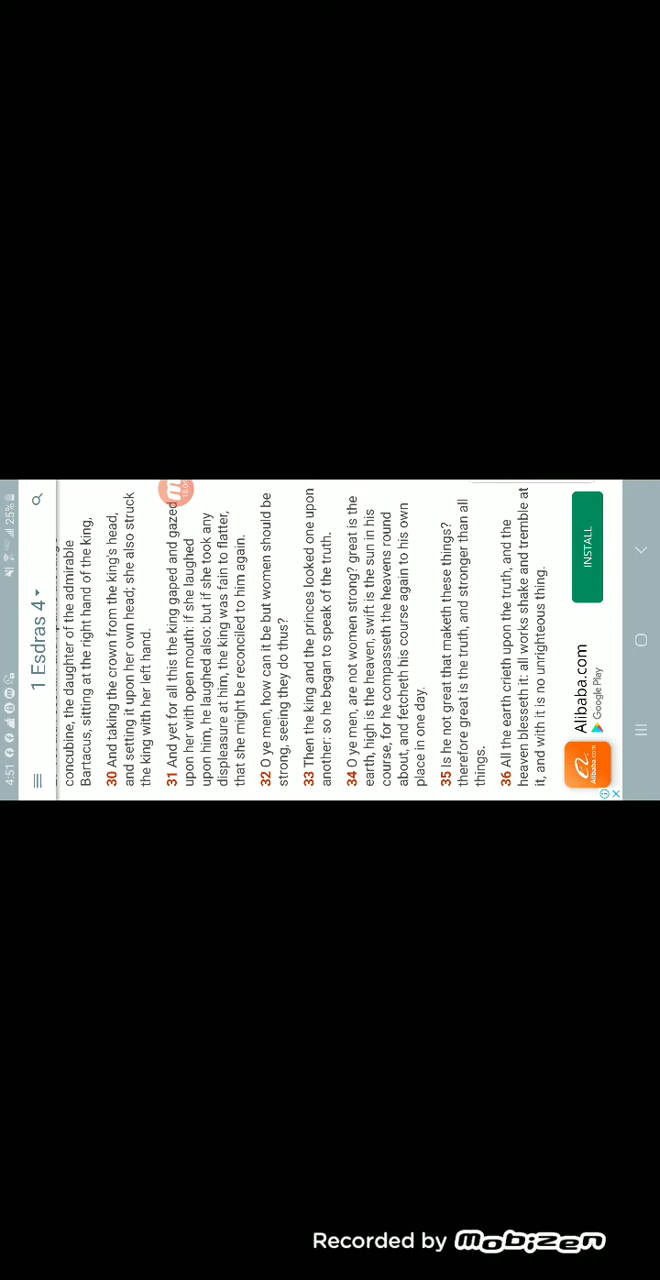 4:51
25%
1 Esdras 4
concubine, the daughter of the admirable
Bartacus, sitting at the right hand of the king,
30 And taking the crown from the king's head,
and setting it upon her own head; she also struck
the king with her left hand.
31 And yet for all this the king gaped and gazed
upon her with open mouth: if she laughed
upon him, he laughed also: but if she took any
displeasure at him, the king was fain to flatter,
that she might be reconciled to him again.
32 O ye men, how can it be but women should be
strong, seeing they do thus?
33 Then the king and the princes looked one upon
another: so he began to speak of the truth.
34 O ye men, are not women strong? great is the
earth, high is the heaven, swift is the sun in his
course, for he compasseth the heavens round
about, and fetcheth his course again to his own
place in one day.
35 Is he not great that maketh these things?
therefore great is the truth, and stronger than all
things.
36 All the earth crieth upon the truth, and the
heaven blesseth it: all works shake and tremble at
it, and with it is no unrighteous thing.
Alibaba.com
Alibaba.com
Google Play
INSTALL
Recorded by mobizen